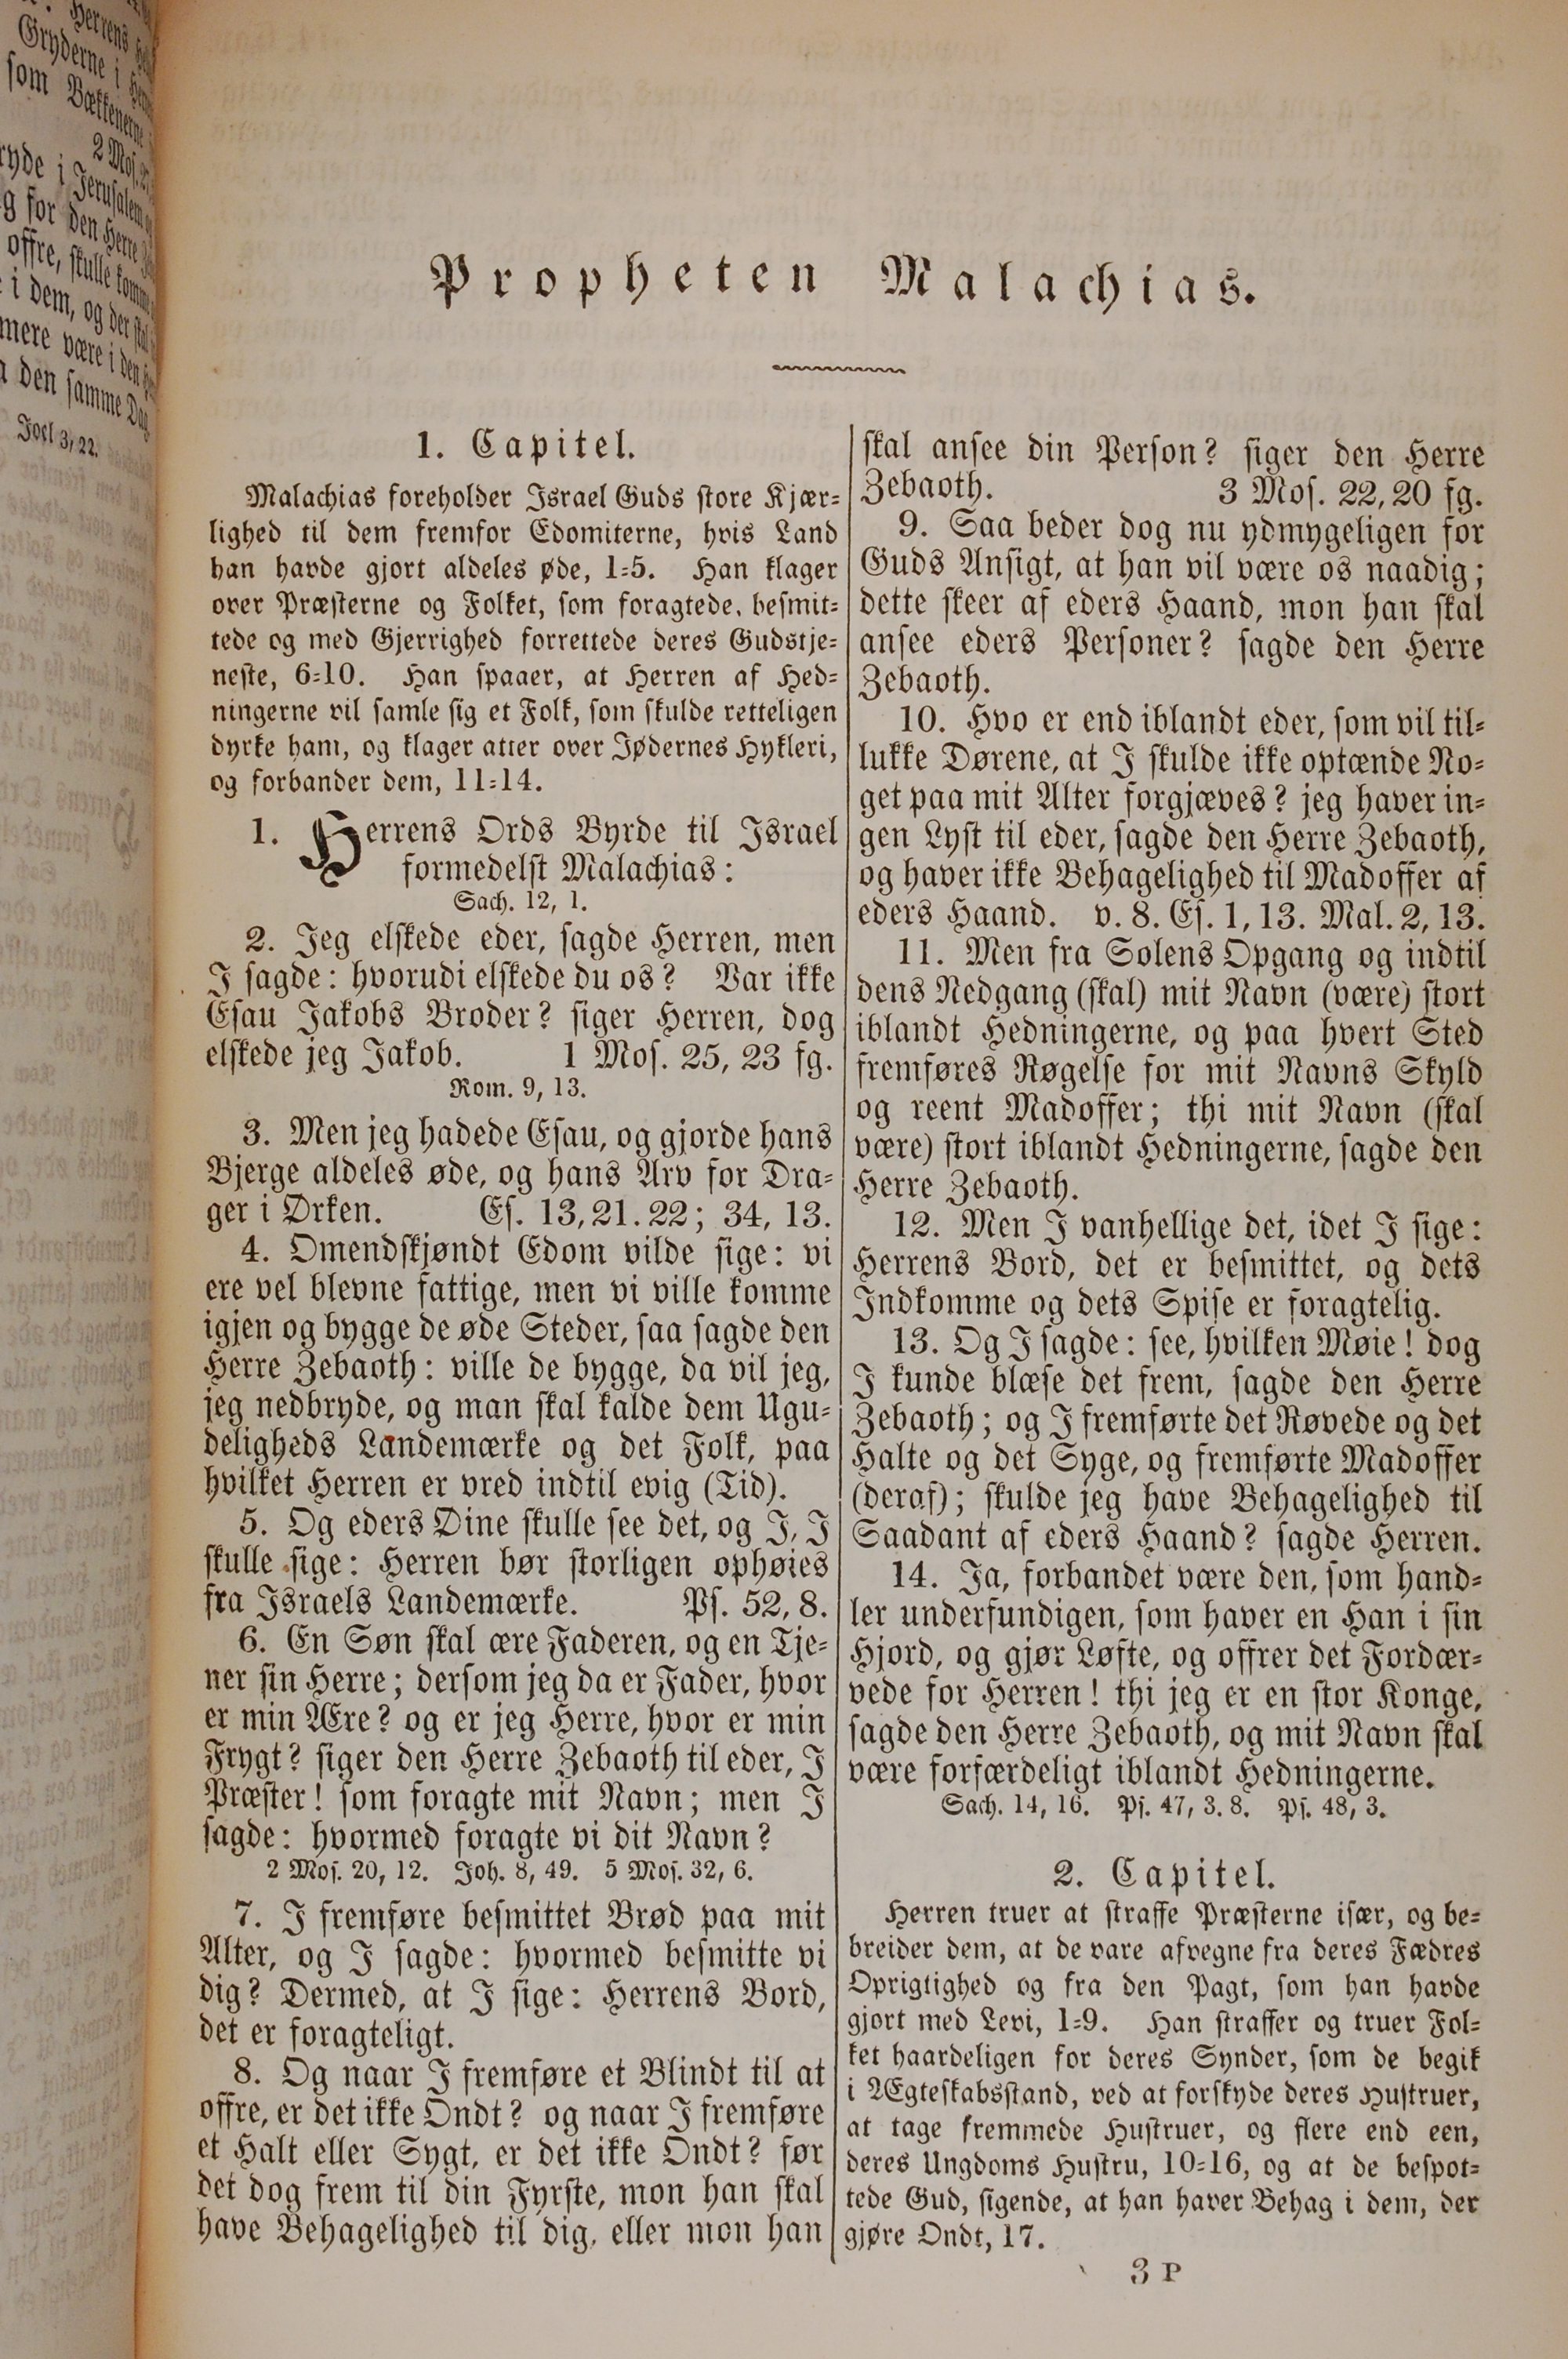 Herrens
Gryderne i
som Bækkenerne
2 Mos.
Jerusalem
for den Herre
offre, skulle
i dem, og der
mere være i den
den samme Dag
Joel 3, 22.
Propheten Malachias.
1. Capitel.
Malachias foreholder Israel Guds store Kjær-
lighed til dem fremfor Edomiterne, hvis Land
han havde gjort aldeles øde, 1-5. Han klager
over Præsterne og Folket, som foragtede, besmit-
tede og med Gjerrighed forrettede deres Gudstje-
neste, 6-10. Han spaaer, at Herren af Hed-
ningerne vil samle sig et Folk, som skulde retteligen
dyrke ham, og klager atter over Jødernes Hykleri,
og forbander dem, 11-14.
1. Herrens Ords Byrde til Israel
formedelst Malachias:
Sach. 12, 1.
2. Jeg elskede eder, sagde Herren, men
I sagde: hvorudi elskede du os? Var ikke
Esau Jakobs Broder? siger Herren, dog
elskede jeg Jakob. 1 Mos. 25, 23 fg.
Rom. 9, 13.
3. Men jeg hadede Esau, og gjorde hans
Bjerge aldeles øde, og hans Arv for Dra-
ger i Ørken. Es. 13, 21. 22; 34, 13.
4. Omendskjøndt Edom vilde sige: vi
ere vel blevne fattige, men vi ville komme
igjen og bygge de øde Steder, saa sagde den
Herre Zebaoth: ville de bygge, da vil jeg,
jeg nedbryde, og man skal kalde dem Ugu-
deligheds Landemærke og det Folk, paa
hvilket Herren er vred indtil evig (Tid).
5. Og eders Øine skulle see det, og I, I
skulle sige: Herren bør storligen ophøies
fra Israels Landemærke. Ps. 52, 8.
6. En Søn skal ære Faderen, og en Tje-
ner sin Herre; dersom jeg da er Fader, hvor
er min Ære? og er jeg Herre, hvor er min
Frygt? siger den Herre Zebaoth til eder, I
Præster! som foragte mit Navn; men I
sagde: hvormed foragte vi dit Navn?
2 Mos. 20, 12. Joh. 8, 49. 5 Mos. 32, 6.
7. I fremføre besmittet Brød paa mit
Alter, og I sagde: hvormed besmitte vi
dig? Dermed, at I sige: Herrens Bord,
det er foragteligt.
8. Og naar I fremføre et Blindt til at
offre, er det ikke Ondt? og naar I fremføre
et Halt eller Sygt, er det ikke Ondt? før
det dog frem til din Fyrste, mon han skal
have Behagelighed til dig, eller mon han
skal ansee din Person? siger den Herre
Zebaoth. 3 Mos. 22, 20 fg.
9. Saa beder dog nu ydmygeligen for
Guds Ansigt, at han vil være os naadig;
dette skeer af eders Haand, mon han skal
ansee eders Personer? sagde den Herre
Zebaoth.
10. Hvo er end iblandt eder, som vil til-
lukke Dørene, at I skulde ikke optænde No-
get paa mit Alter forgjæves? jeg haver in-
gen Lyst til eder, sagde den Herre Zebaoth,
og haver ikke Behagelighed til Madoffer af
eders Haand. v. 8. Es. 1, 13. Mal. 2, 13.
11. Men fra Solens Opgang og indtil
dens Nedgang (skal) mit Navn (være) stort
iblandt Hedningerne, og paa hvert Sted
fremføres Røgelse for mit Navns Skyld
og reent Madoffer; thi mit Navn (skal
være) stort iblandt Hedningerne, sagde den
Herre Zebaoth.
12. Men I vanhellige det, idet I sige:
Herrens Bord, det er besmittet, og dets
Indkomme og dets Spise er foragtelig.
13. Og I sagde: see, hvilken Møie! dog
I kunde blæse det frem, sagde den Herre
Zebaoth; og I fremførte det Røvede og det
Halte og det Syge, og fremførte Madoffer
(deraf); skulde jeg have Behagelighed til
Saadant af eders Haand? sagde Herren.
14. Ja, forbandet være den, som hand-
ler underfundigen, som haver en Han i sin
Hjord, og gjør Løfte, og offrer det Fordær-
vede for Herren! thi jeg er en stor Konge,
sagde den Herre Zebaoth, og mit Navn skal
være forfærdeligt iblandt Hedningerne.
Sach. 14, 16. Ps. 47, 3. 8. Ps. 48, 3.
2. Capitel.
Herren truer at straffe Præsterne især, og be-
breider dem, at de vare afvegne fra deres Fædres
Oprigtighed og fra den Pagt, som han havde
gjort med Levi, 1-9. Han straffer og truer Fol-
ket haardeligen for deres Synder, som de begik
i Ægteskabsstand, ved at forskyde deres Hustruer,
at tage fremmede Hustruer, og flere end een,
deres Ungdoms Hustru, 10-16, og at de bespot-
tede Gud, sigende, at han haver Behag i dem, der
gjøre Ondt, 17.
3 P